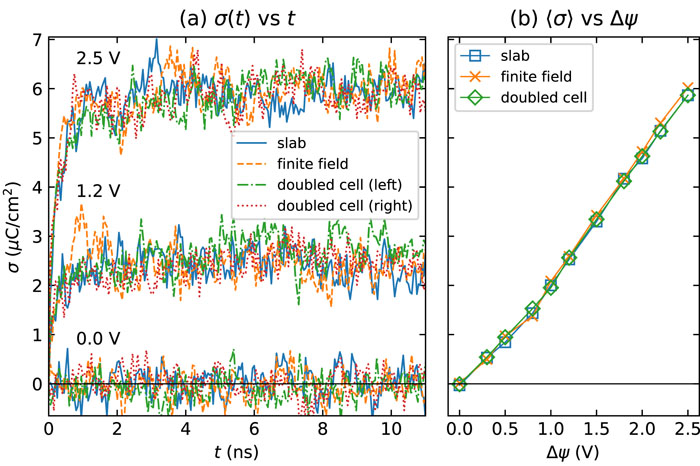 (a) σ(t) vs t
(b) ⟨σ⟩ vs Δψ
7
6
5
4
3
2
1
0
σ (μC/cm²)
2.5 V
1.2 V
0.0 V
slab
finite field
doubled cell (left)
doubled cell (right)
0 2 4 6 8 10
t (ns)
slab
finite field
doubled cell
0.0 0.5 1.0 1.5 2.0 2.5
Δψ (V)